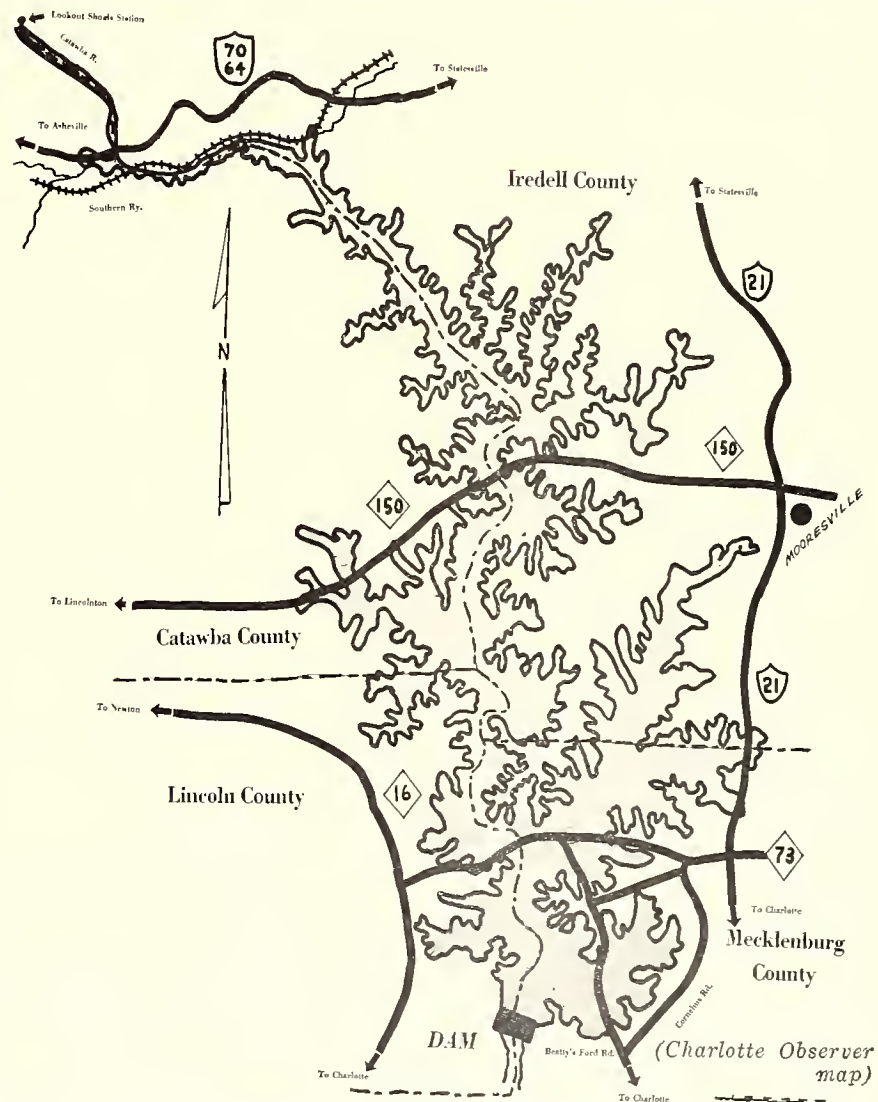 Lookout Shoals Station
Catawba R.
70
64
To Statesville
To Asheville
Southern Ry.
Iredell County
To Statesville
21
N
150
150
MOORESVILLE
To Lincolnton
Catawba County
21
To Newton
Lincoln County
16
73
To Charlotte
Mecklenburg
County
Cornelius Rd.
DAM
Beatty's Ford Rd.
(Charlotte Observer
map)
To Charlotte
To Charlotte